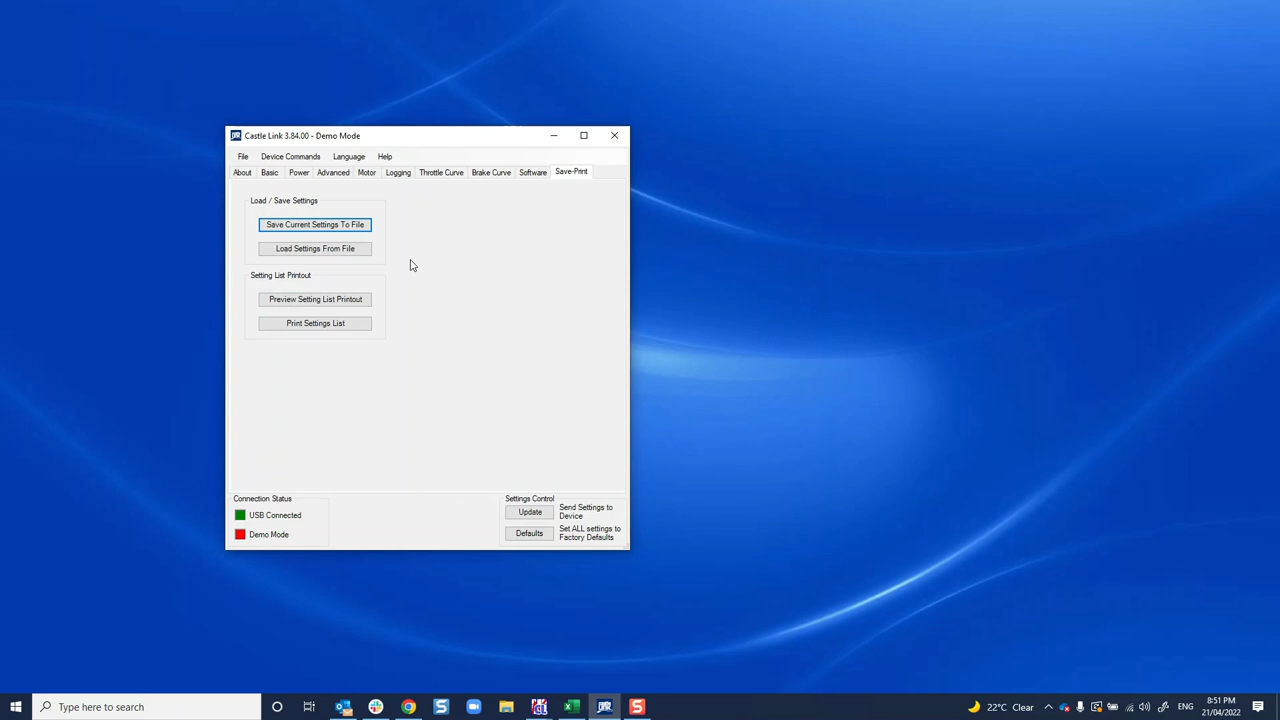 Castle Link 3.84.00 - Demo Mode
File Device Commands Language Help
About Basic Power Advanced Motor Logging Throttle Curve Brake Curve Software Save-Print
Load / Save Settings
Save Current Settings To File
Load Settings From File
Setting List Printout
Preview Setting List Printout
Print Settings List
Connection Status
USB Connected
Demo Mode
Settings Control
Update
Send Settings to
Device
Defaults
Set ALL settings to
Factory Defaults
Type here to search
22°C Clear
ENG
8:51 PM
21/04/2022